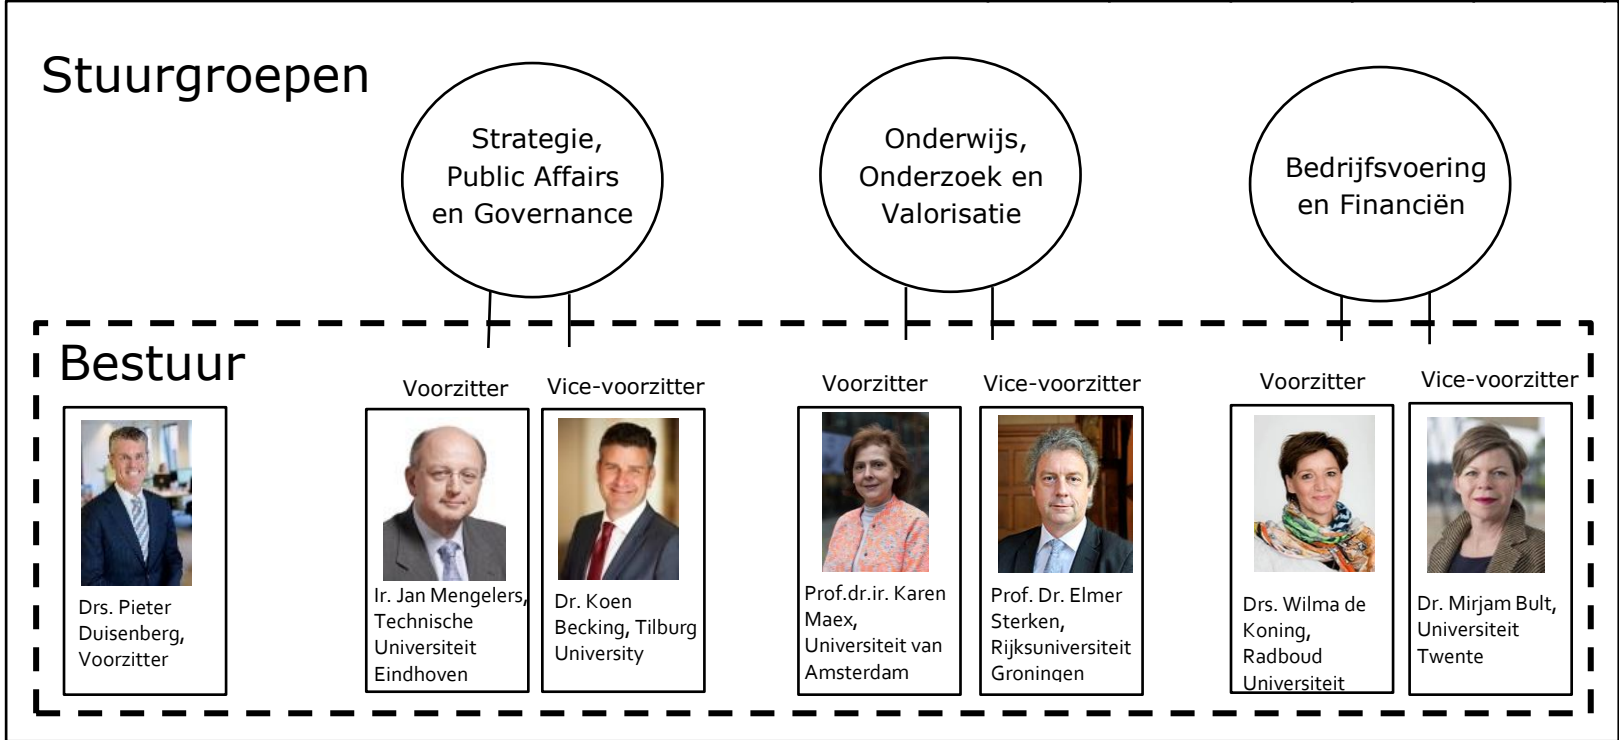 Stuurgroepen
Strategie,
Public Affairs
en Governance
Onderwijs,
Onderzoek en
Valorisatie
Bedrijfsvoering
en Financiën
Bestuur
Voorzitter
Vice-voorzitter
Voorzitter
Vice-voorzitter
Voorzitter
Vice-voorzitter
Drs. Pieter
Duisenberg,
Voorzitter
Ir. Jan Mengelers,
Technische
Universiteit
Eindhoven
Dr. Koen
Becking, Tilburg
University
Prof.dr.ir. Karen
Maex,
Universiteit van
Amsterdam
Prof. Dr. Elmer
Sterken,
Rijksuniversiteit
Groningen
Drs. Wilma de
Koning,
Radboud
Universiteit
Dr. Mirjam Bult,
Universiteit
Twente